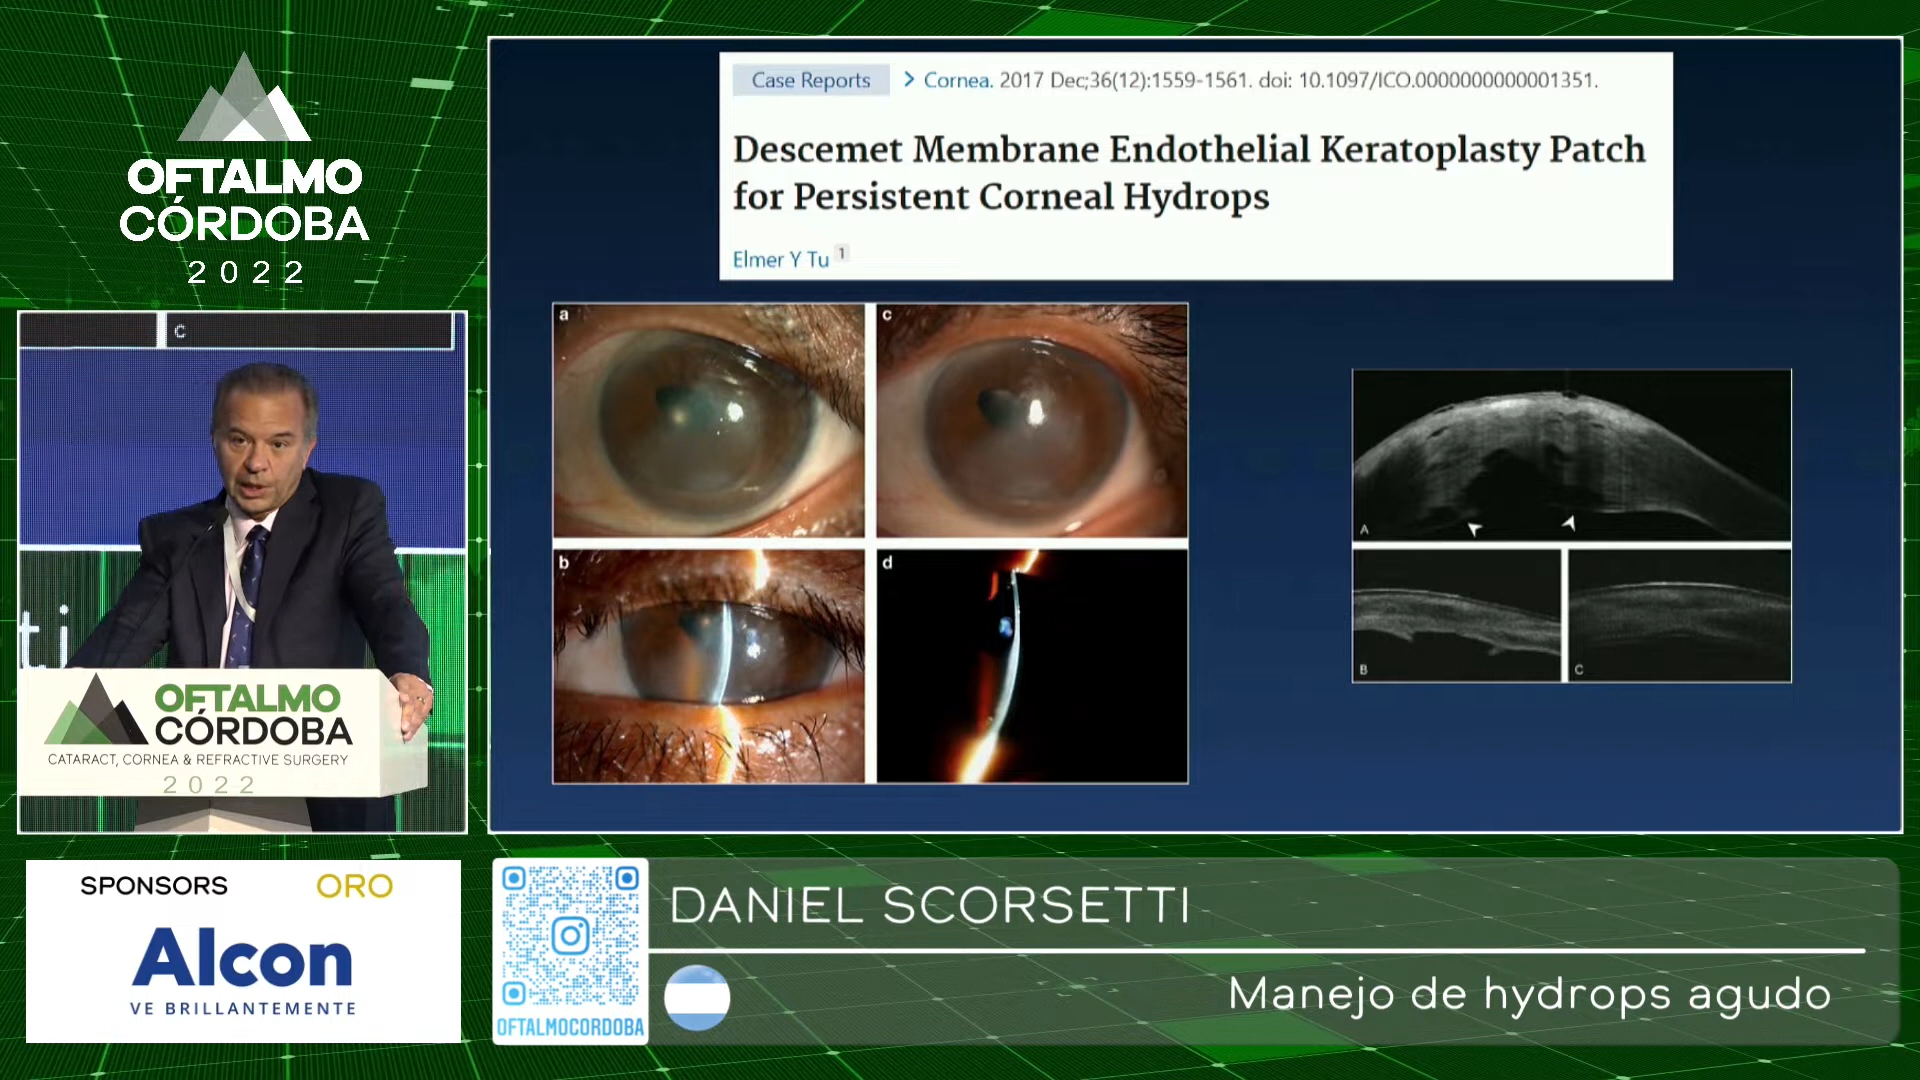 OFTALMO
CÓRDOBA
2022
C
ti
OFTALMO
CÓRDOBA
CATARACT, CORNEA & REFRACTIVE SURGERY
2022
Case Reports > Cornea. 2017 Dec;36(12):1559-1561. doi: 10.1097/ICO.0000000000001351.
Descemet Membrane Endothelial Keratoplasty Patch
for Persistent Corneal Hydrops
Elmer Y Tu 1
a
c
b
d
A
B
C
SPONSORS ORO
Alcon
VE BRILLANTEMENTE
OFTALMOCORDOBA
DANIEL SCORSETTI
Manejo de hydrops agudo